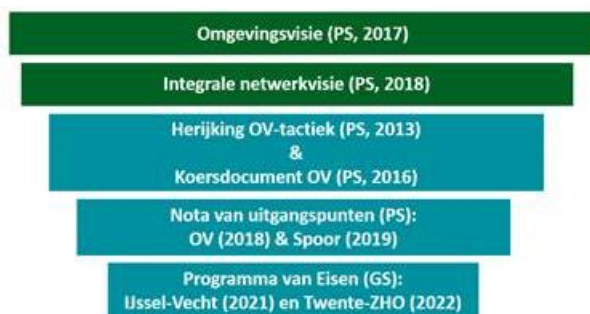 Omgevingsvisie (PS, 2017)
Integrale netwerkvisie (PS, 2018)
Herijking OV-tactiek (PS, 2013)
&
Koersdocument OV (PS, 2016)
Nota van uitgangspunten (PS):
OV (2018) & Spoor (2019)
Programma van Eisen (GS):
IJssel-Vecht (2021) en Twente-ZHO (2022)